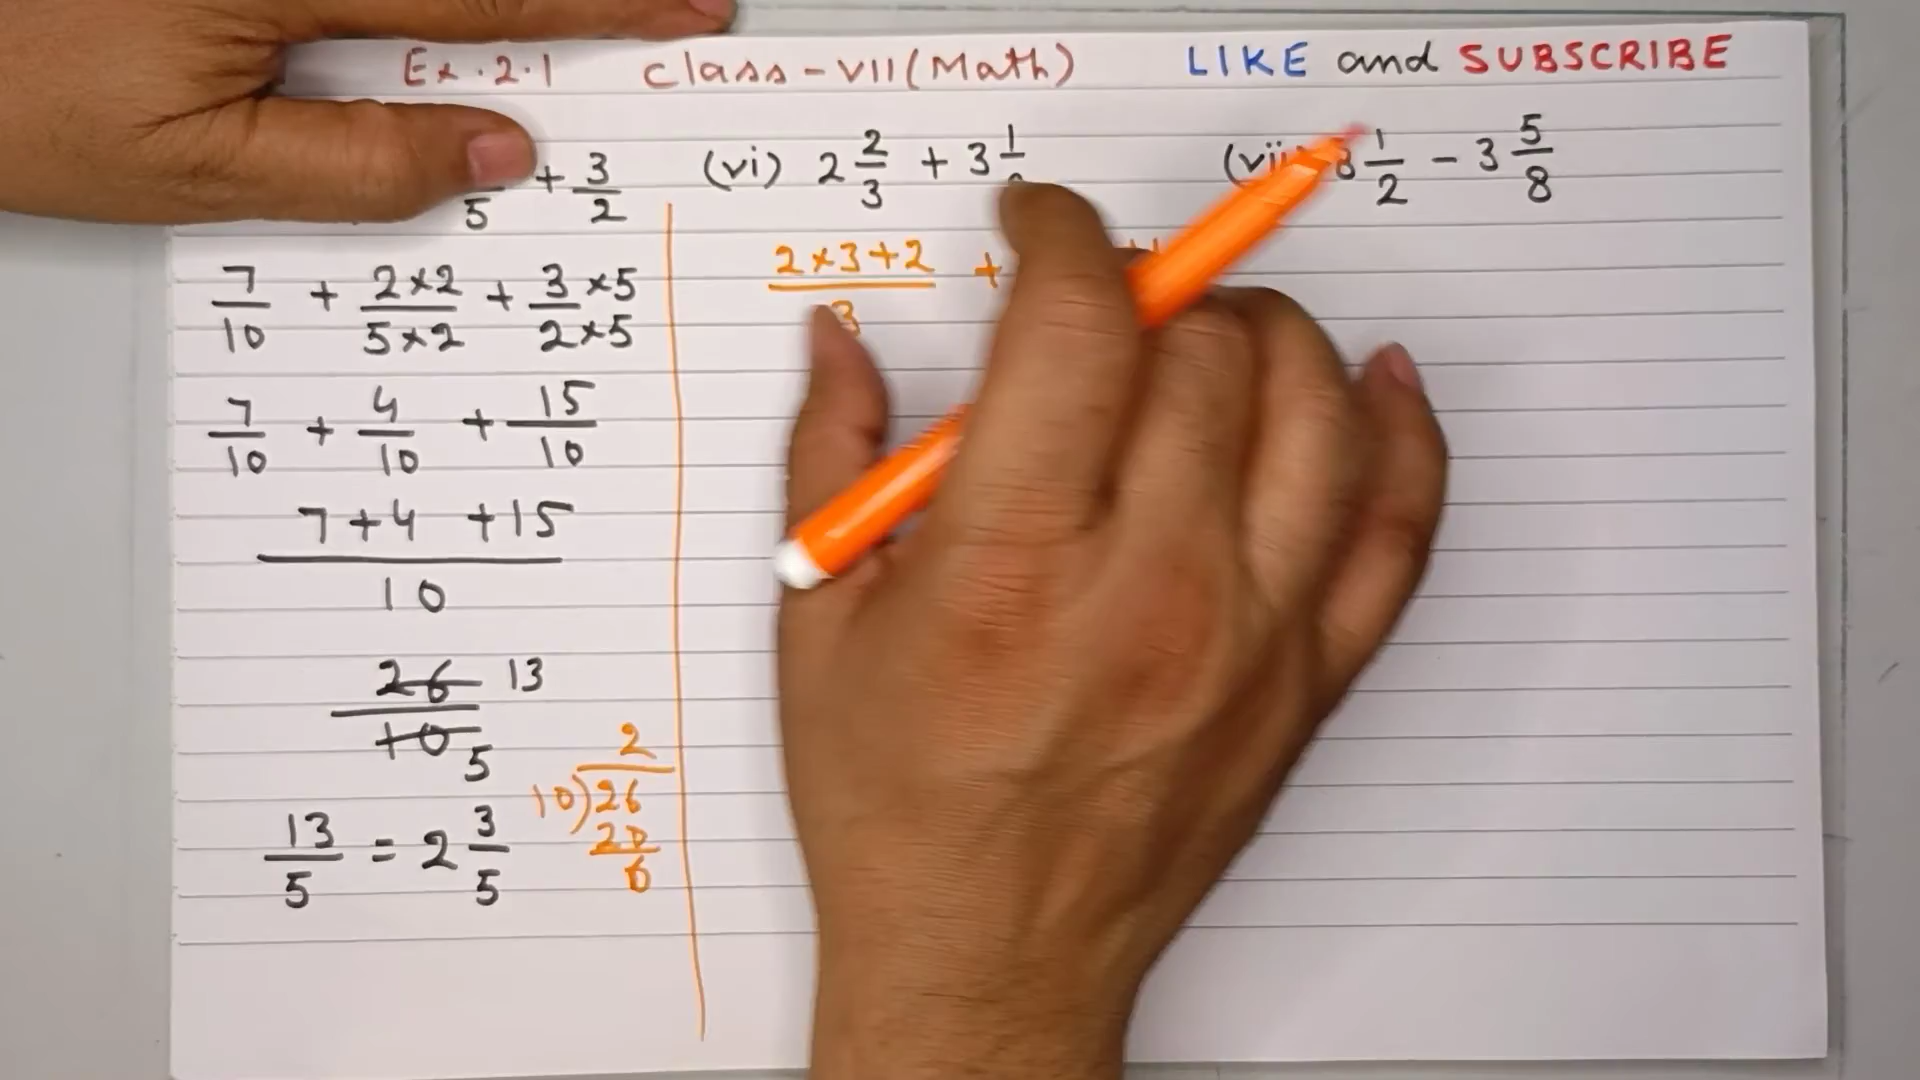 Ex.2.1 Class-VII (Math) LIKE and SUBSCRIBE
5 + 3/2
7/10 + 2×2/5×2 + 3×5/2×5
7/10 + 4/10 + 15/10
7+4+15
10
26 13
10 5
13/5 = 2 3/5
2
10)26
20
6
(vi) 2 2/3 + 3 1
2×3+2/3 +
1/2 - 3 5/8